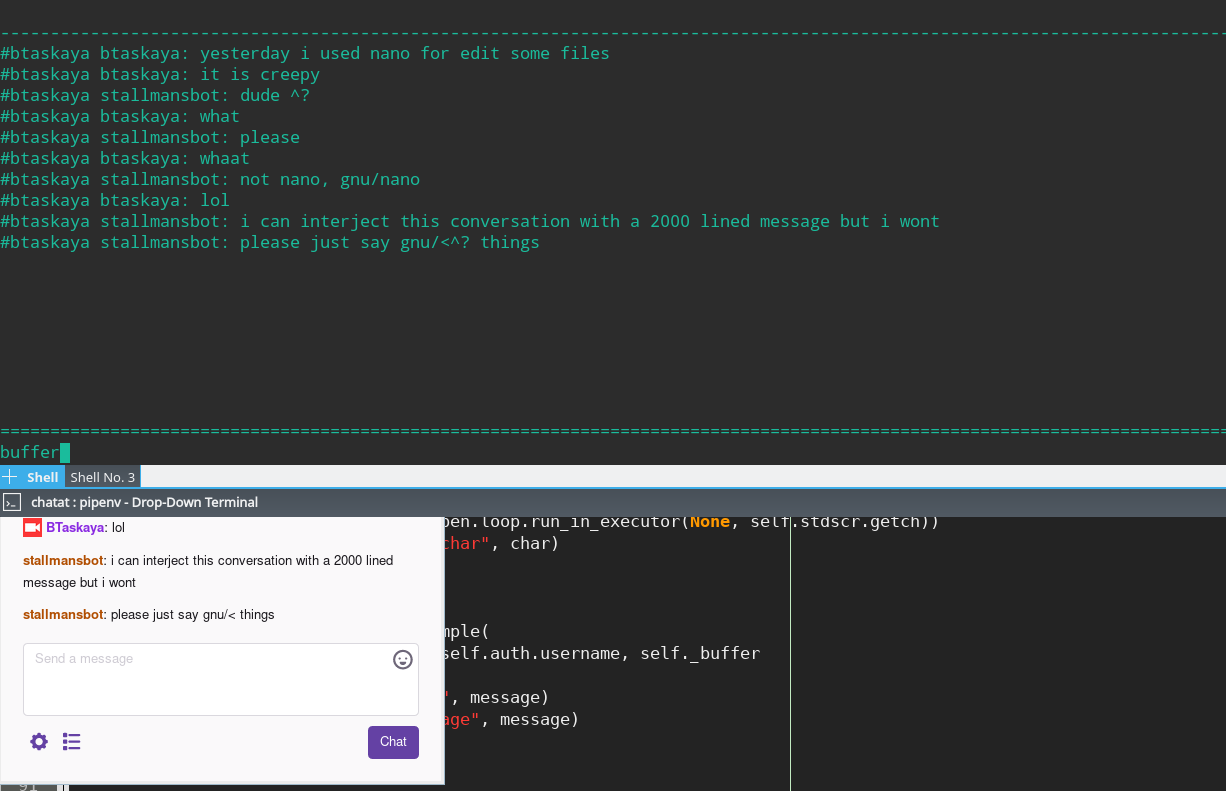 --------------------------------------------------------------------------------------------------------------------------
#btaskaya btaskaya: yesterday i used nano for edit some files
#btaskaya btaskaya: it is creepy
#btaskaya stallmansbot: dude ^?
#btaskaya btaskaya: what
#btaskaya stallmansbot: please
#btaskaya btaskaya: whaat
#btaskaya stallmansbot: not nano, gnu/nano
#btaskaya btaskaya: lol
#btaskaya stallmansbot: i can interject this conversation with a 2000 lined message but i wont
#btaskaya stallmansbot: please just say gnu/<^? things
==========================================================================================================================
buffer
Shell Shell No. 3
chatat : pipenv - Drop-Down Terminal
BTaskaya: lol
stallmansbot: i can interject this conversation with a 2000 lined
message but i wont
stallmansbot: please just say gnu/< things
Send a message
Chat
pen.loop.run_in_executor(None, self.stdscr.getch))
char", char)
mple(
self.auth.username, self._buffer
", message)
age", message)
91